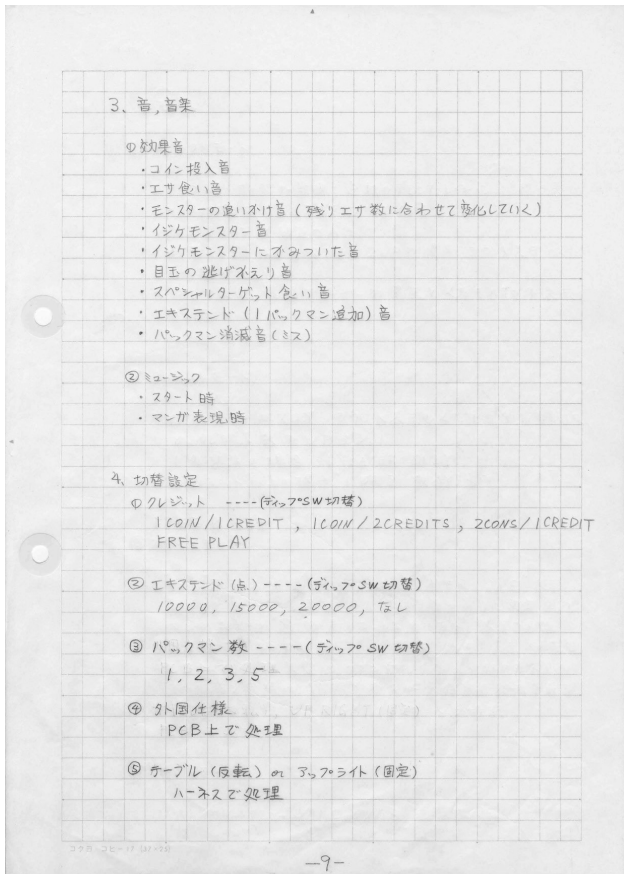 3、音,音楽
① 効果音
・コイン投入音
・エサ食い音
・モンスターの追いかけ音 (残りエサ数に合わせて変化していく)
・イジケモンスター音
・イジケモンスターにかみついた音
・目玉の逃げかえり音
・スペシャルターゲット食い音
・エキステンド (1パックマン追加) 音
・パックマン消滅音 (ミス)
② ミュージック
・スタート時
・マンガ表現時
4、切替設定
① クレジット ----(ディップSW切替)
1COIN/1CREDIT , 1COIN/2CREDITS , 2CONS/1CREDIT
FREE PLAY
② エキステンド (点) ----(ディップSW切替)
10000, 15000, 20000, なし
③ パックマン数 ----(ディップSW切替)
1, 2, 3, 5
④ 外国仕様
PCB上で処理
⑤ テーブル (反転) or アップライト (固定)
ハーネスで処理
—9—